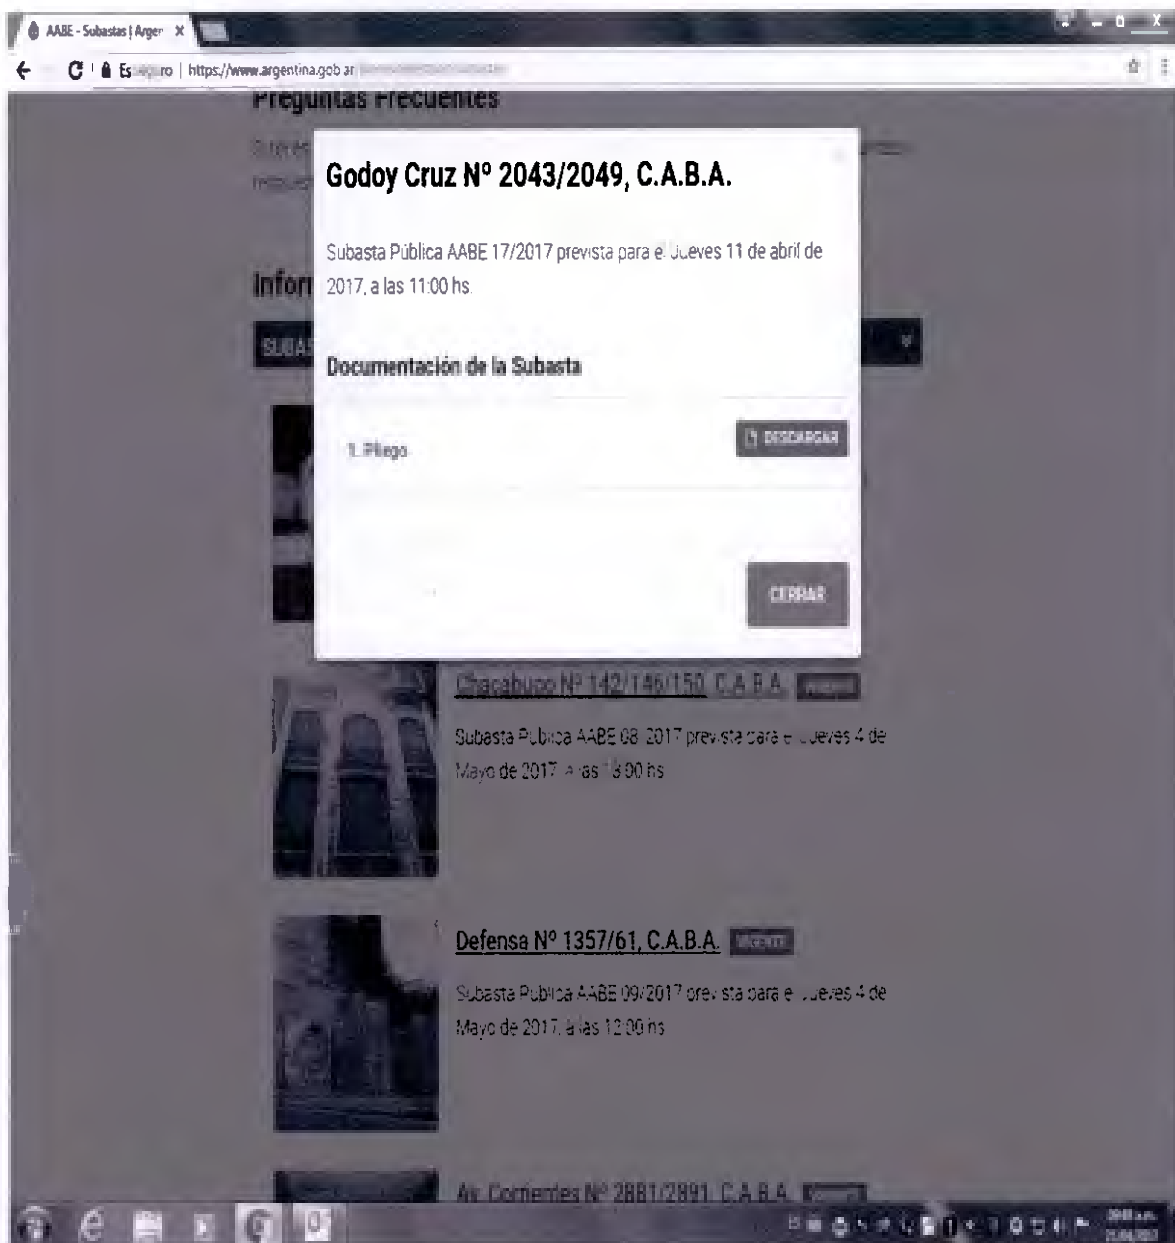 AABE - Subastas | Argen
https://www.argentina.gob.ar
Preguntas Frecuentes
Godoy Cruz Nº 2043/2049, C.A.B.A.
Subasta Pública AABE 17/2017 prevista para el Jueves 11 de abril de
2017, a las 11:00 hs.
Infor
SUBAS
Documentación de la Subasta
1. Pliego
DESCARGAR
CERRAR
Chacabuco Nº 142/146/150, C.A.B.A.
Subasta Pública AABE 08/2017 prevista para el Jueves 4 de
Mayo de 2017, a las
Defensa Nº 1357/61, C.A.B.A. VIGENTE
Subasta Pública AABE 09/2017 prevista para el Jueves 4 de
Mayo de 2017, a las 12:00 hs
Av. Corrientes Nº 2881/2891, C.A.B.A.